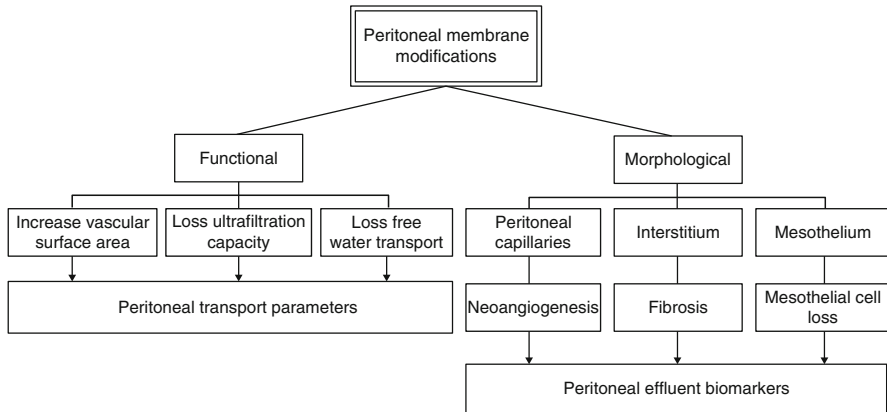 Peritoneal membrane
modifications
Functional
Morphological
Increase vascular
surface area
Loss ultrafiltration
capacity
Loss free
water transport
Peritoneal
capillaries
Interstitium
Mesothelium
Peritoneal transport parameters
Neoangiogenesis
Fibrosis
Mesothelial cell
loss
Peritoneal effluent biomarkers